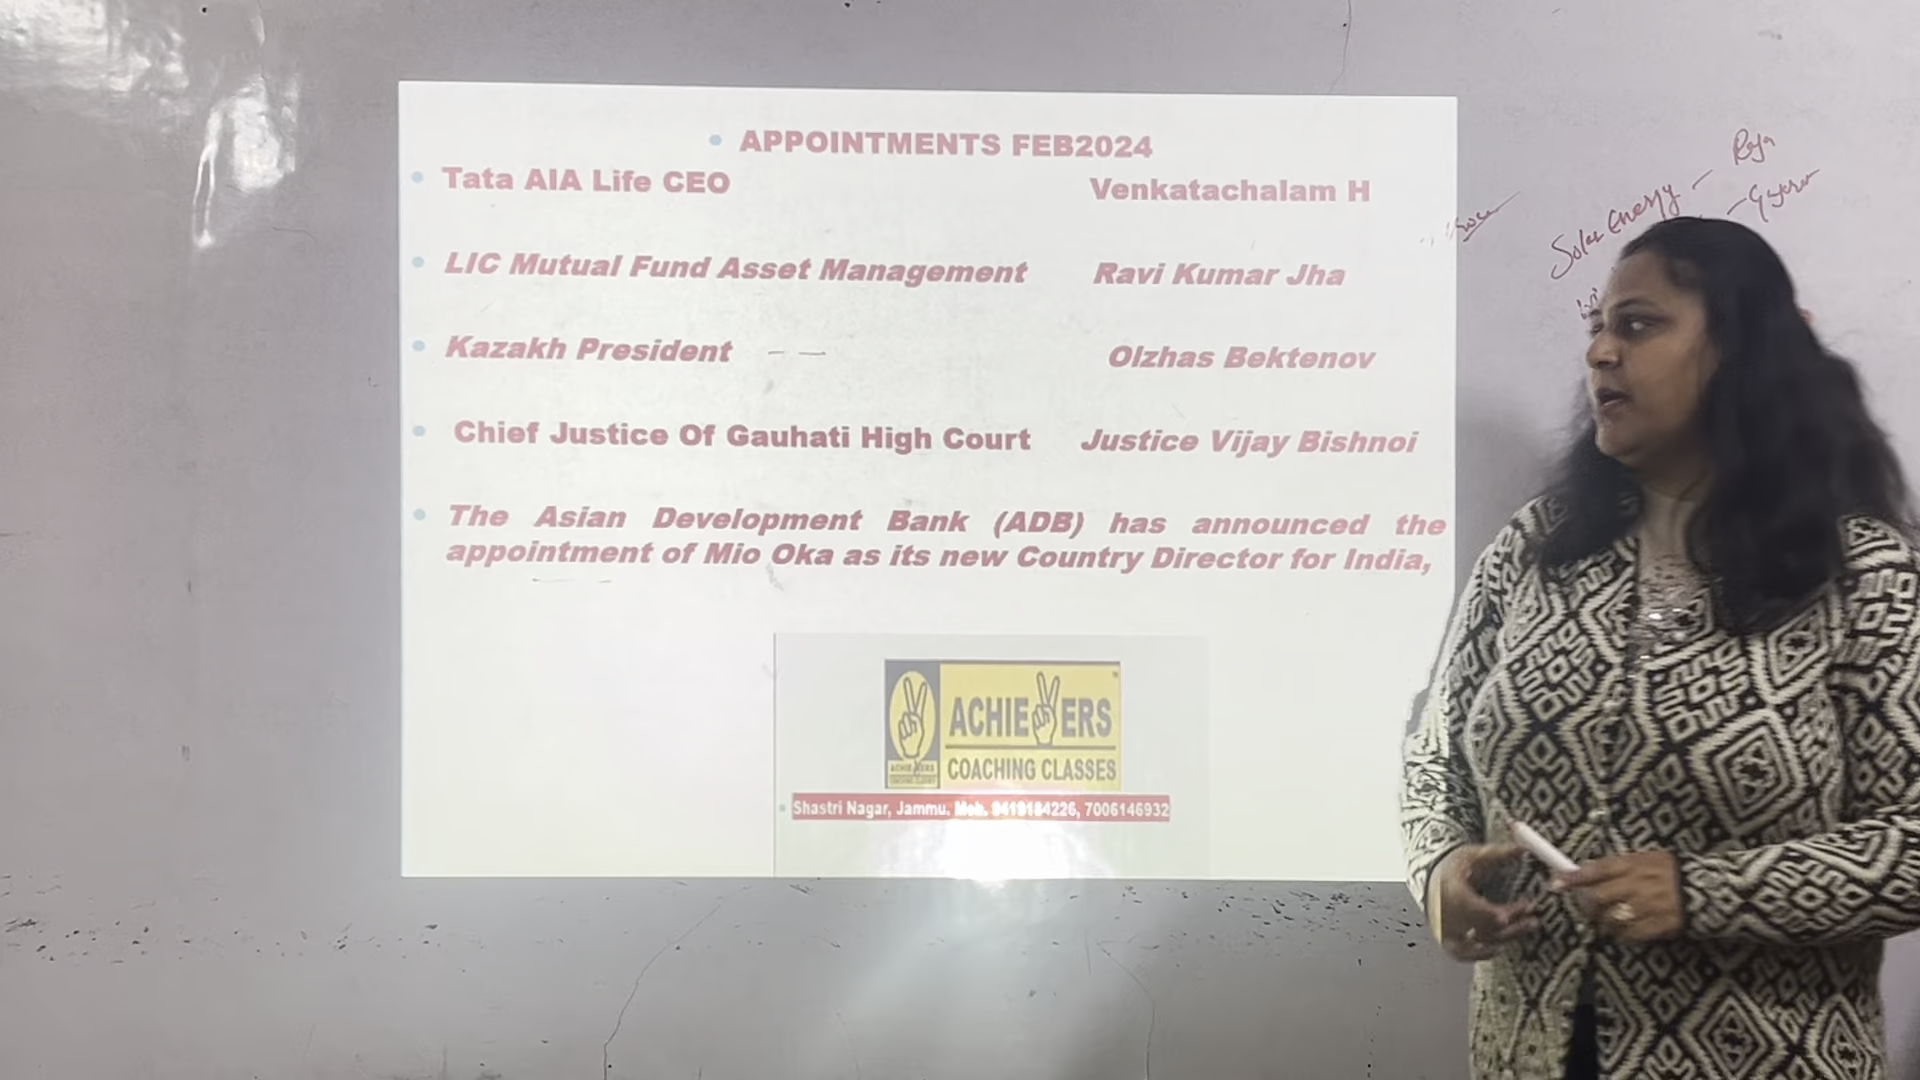 APPOINTMENTS FEB2024
Tata AIA Life CEO Venkatachalam H
LIC Mutual Fund Asset Management Ravi Kumar Jha
Kazakh President Olzhas Bektenov
Chief Justice Of Gauhati High Court Justice Vijay Bishnoi
The Asian Development Bank (ADB) has announced the
appointment of Mio Oka as its new Country Director for India,
ACHIEVERS
COACHING CLASSES
Shastri Nagar, Jammu. Mob. 9419184226, 7006146932
Solar Energy - Raja